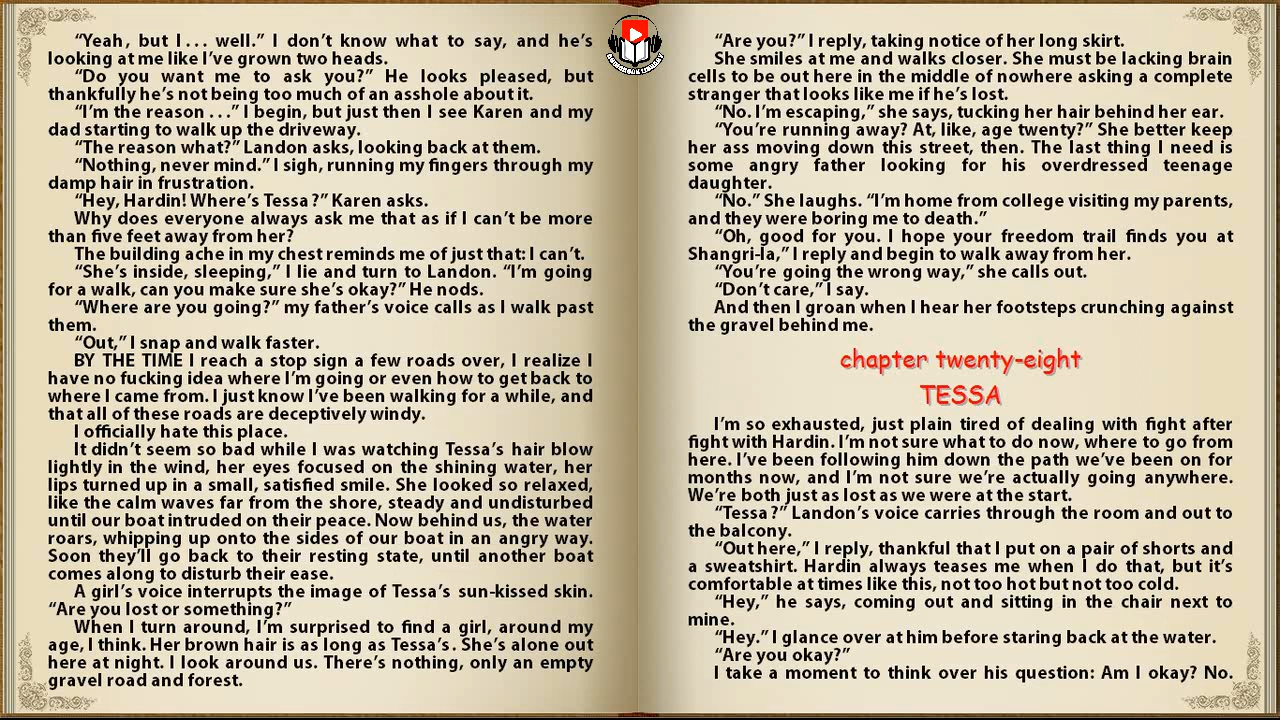 AUDIOBOOK LIBRARY
“Yeah, but I . . . well.” I don’t know what to say, and he’s
looking at me like I’ve grown two heads.
“Do you want me to ask you?” He looks pleased, but
thankfully he’s not being too much of an asshole about it.
“I’m the reason . . .” I begin, but just then I see Karen and my
dad starting to walk up the driveway.
“The reason what?” Landon asks, looking back at them.
“Nothing, never mind.” I sigh, running my fingers through my
damp hair in frustration.
“Hey, Hardin! Where’s Tessa?” Karen asks.
Why does everyone always ask me that as if I can’t be more
than five feet away from her?
The building ache in my chest reminds me of just that: I can’t.
“She’s inside, sleeping,” I lie and turn to Landon. “I’m going
for a walk, can you make sure she’s okay?” He nods.
“Where are you going?” my father’s voice calls as I walk past
them.
“Out,” I snap and walk faster.
BY THE TIME I reach a stop sign a few roads over, I realize I
have no fucking idea where I’m going or even how to get back to
where I came from. I just know I’ve been walking for a while, and
that all of these roads are deceptively windy.
I officially hate this place.
It didn’t seem so bad while I was watching Tessa’s hair blow
lightly in the wind, her eyes focused on the shining water, her
lips turned up in a small, satisfied smile. She looked so relaxed,
like the calm waves far from the shore, steady and undisturbed
until our boat intruded on their peace. Now behind us, the water
roars, whipping up onto the sides of our boat in an angry way.
Soon they’ll go back to their resting state, until another boat
comes along to disturb their ease.
A girl’s voice interrupts the image of Tessa’s sun-kissed skin.
“Are you lost or something?”
When I turn around, I’m surprised to find a girl, around my
age, I think. Her brown hair is as long as Tessa’s. She’s alone out
here at night. I look around us. There’s nothing, only an empty
gravel road and forest.
“Are you?” I reply, taking notice of her long skirt.
She smiles at me and walks closer. She must be lacking brain
cells to be out here in the middle of nowhere asking a complete
stranger that looks like me if he’s lost.
“No. I’m escaping,” she says, tucking her hair behind her ear.
“You’re running away? At, like, age twenty?” She better keep
her ass moving down this street, then. The last thing I need is
some angry father looking for his overdressed teenage
daughter.
“No.” She laughs. “I’m home from college visiting my parents,
and they were boring me to death.”
“Oh, good for you. I hope your freedom trail finds you at
Shangri-la,” I reply and begin to walk away from her.
“You’re going the wrong way,” she calls out.
“Don’t care,” I say.
And then I groan when I hear her footsteps crunching against
the gravel behind me.
chapter twenty-eight
TESSA
I’m so exhausted, just plain tired of dealing with fight after
fight with Hardin. I’m not sure what to do now, where to go from
here. I’ve been following him down the path we’ve been on for
months now, and I’m not sure we’re actually going anywhere.
We’re both just as lost as we were at the start.
“Tessa?” Landon’s voice carries through the room and out to
the balcony.
“Out here,” I reply, thankful that I put on a pair of shorts and
a sweatshirt. Hardin always teases me when I do that, but it’s
comfortable at times like this, not too hot but not too cold.
“Hey,” he says, coming out and sitting in the chair next to
mine.
“Hey.” I glance over at him before staring back at the water.
“Are you okay?”
I take a moment to think over his question: Am I okay? No.